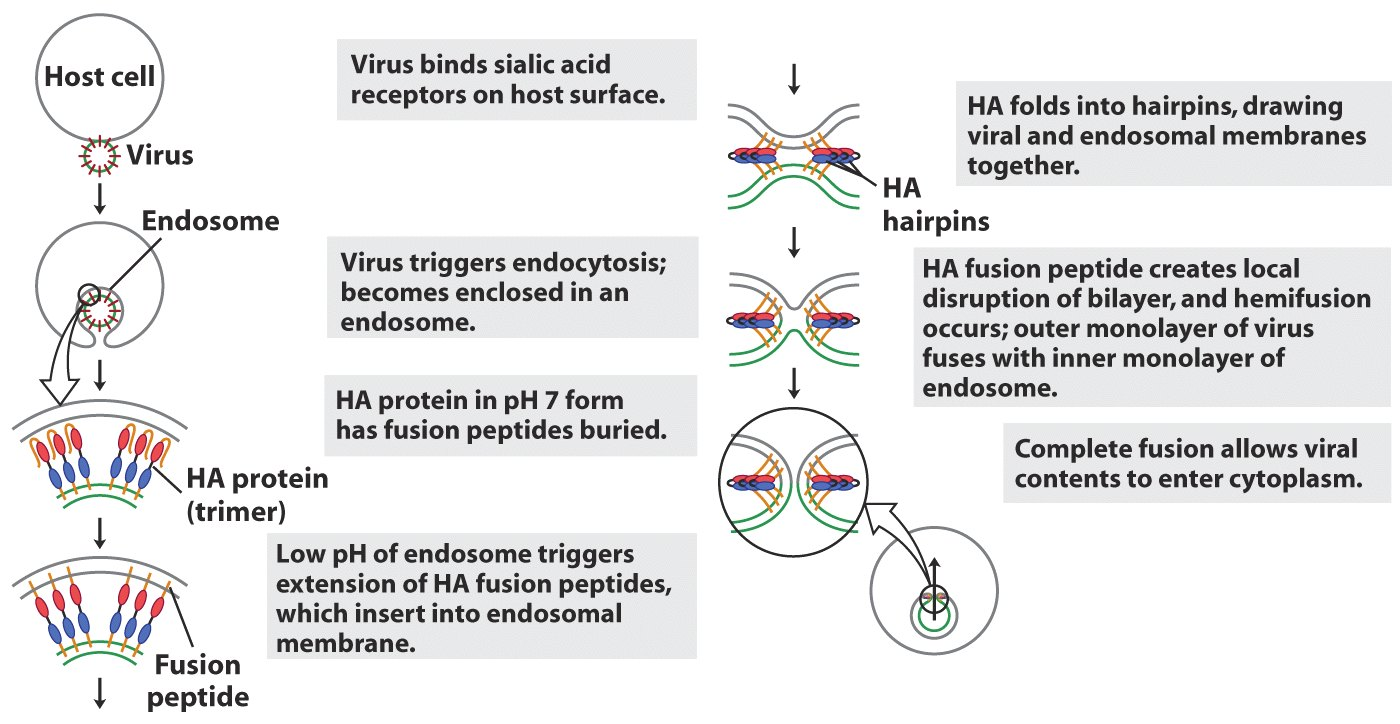 Host cell
Virus
Virus binds sialic acid
receptors on host surface.
Endosome
Virus triggers endocytosis;
becomes enclosed in an
endosome.
HA protein in pH 7 form
has fusion peptides buried.
HA protein
(trimer)
Low pH of endosome triggers
extension of HA fusion peptides,
which insert into endosomal
membrane.
Fusion
peptide
HA folds into hairpins, drawing
viral and endosomal membranes
together.
HA
hairpins
HA fusion peptide creates local
disruption of bilayer, and hemifusion
occurs; outer monolayer of virus
fuses with inner monolayer of
endosome.
Complete fusion allows viral
contents to enter cytoplasm.